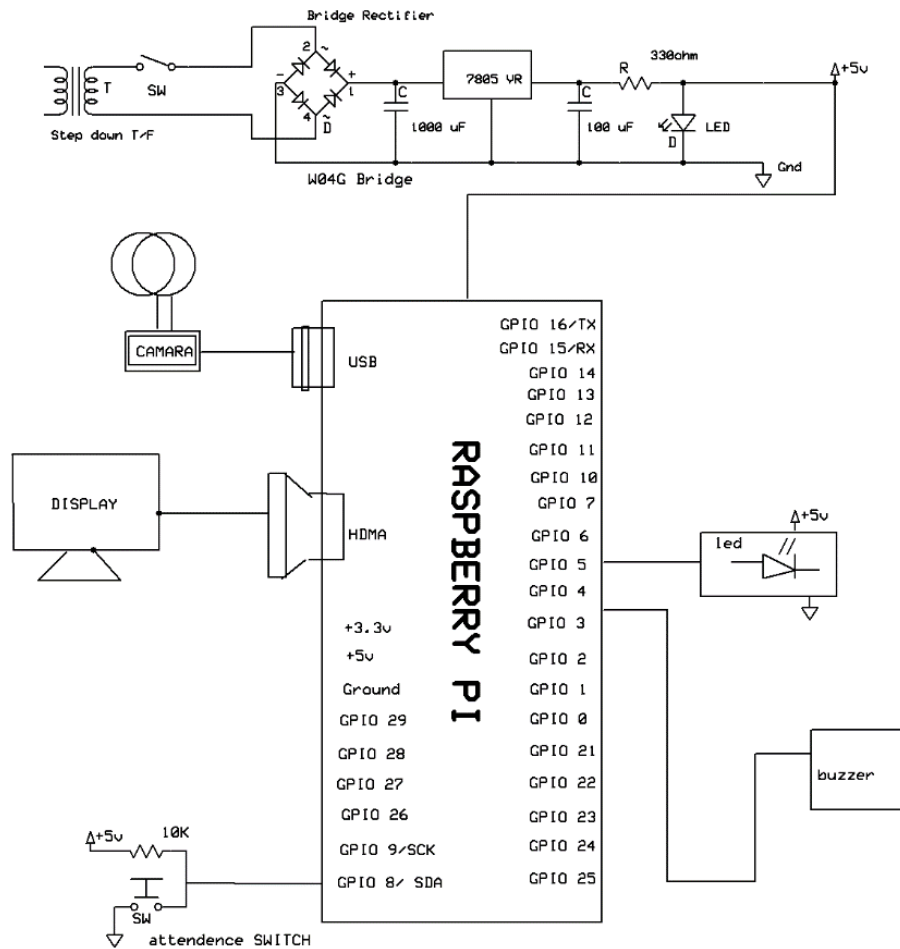 Bridge Rectifier
2
~
-
+
3
1
4
~
D
T
SW
Step down T/F
W04G Bridge
C
1000 uF
7805 VR
C
100 uF
330ohm
R
+5v
LED
D
Gnd
CAMARA
USB
DISPLAY
HDMA
RASPBERRY PI
GPIO 16/TX
GPIO 15/RX
GPIO 14
GPIO 13
GPIO 12
GPIO 11
GPIO 10
GPIO 7
GPIO 6
GPIO 5
GPIO 4
GPIO 3
GPIO 2
GPIO 1
GPIO 0
GPIO 21
GPIO 22
GPIO 23
GPIO 24
GPIO 25
+3.3v
+5v
Ground
GPIO 29
GPIO 28
GPIO 27
GPIO 26
GPIO 9/SCK
GPIO 8/ SDA
+5v
led
buzzer
+5v
10K
SW
attendence SWITCH